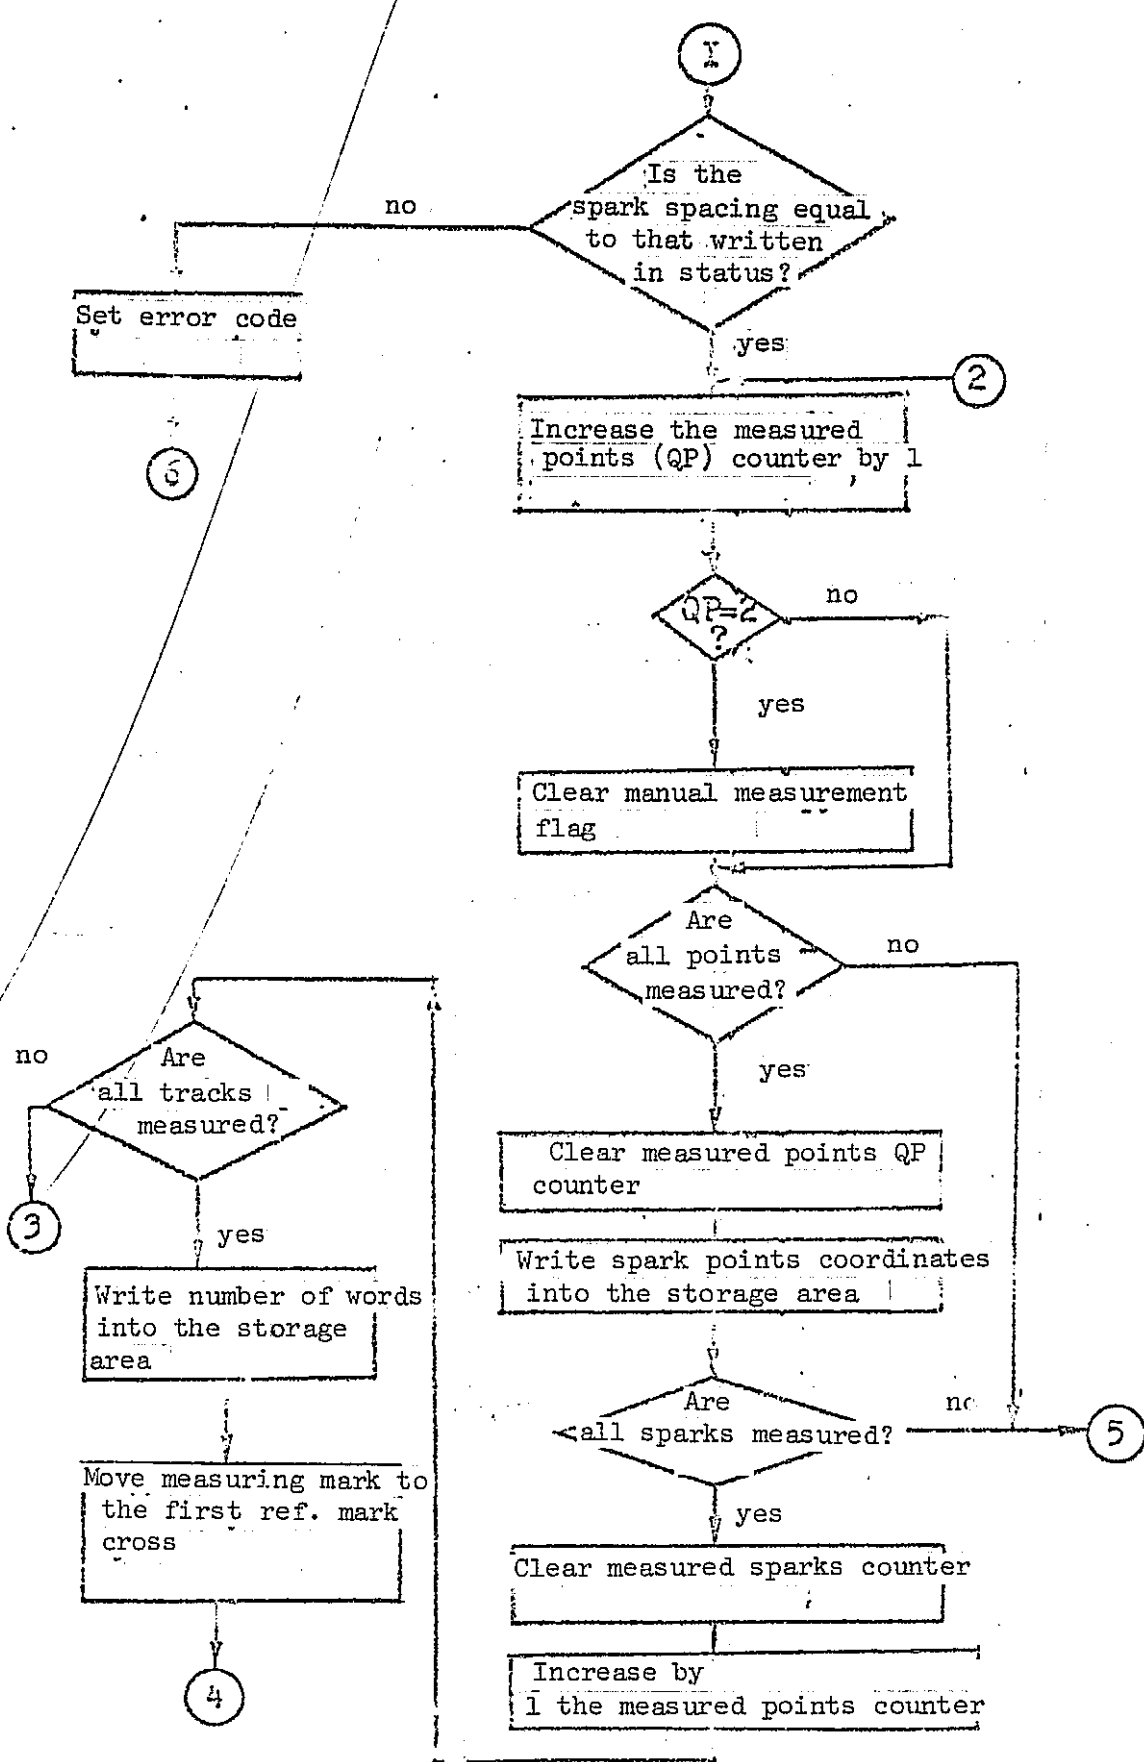 I
Is the
spark spacing equal
to that written
in status?
no
yes
Set error code
6
2
Increase the measured
points (QP) counter by 1
QP=2
?
no
yes
Clear manual measurement
flag
Are
all points
measured?
no
yes
Clear measured points QP
counter
Write spark points coordinates
into the storage area
Are
all sparks measured?
no
5
yes
Clear measured sparks counter
Increase by
1 the measured points counter
Are
all tracks
measured?
no
3
yes
Write number of words
into the storage
area
Move measuring mark to
the first ref. mark
cross
4